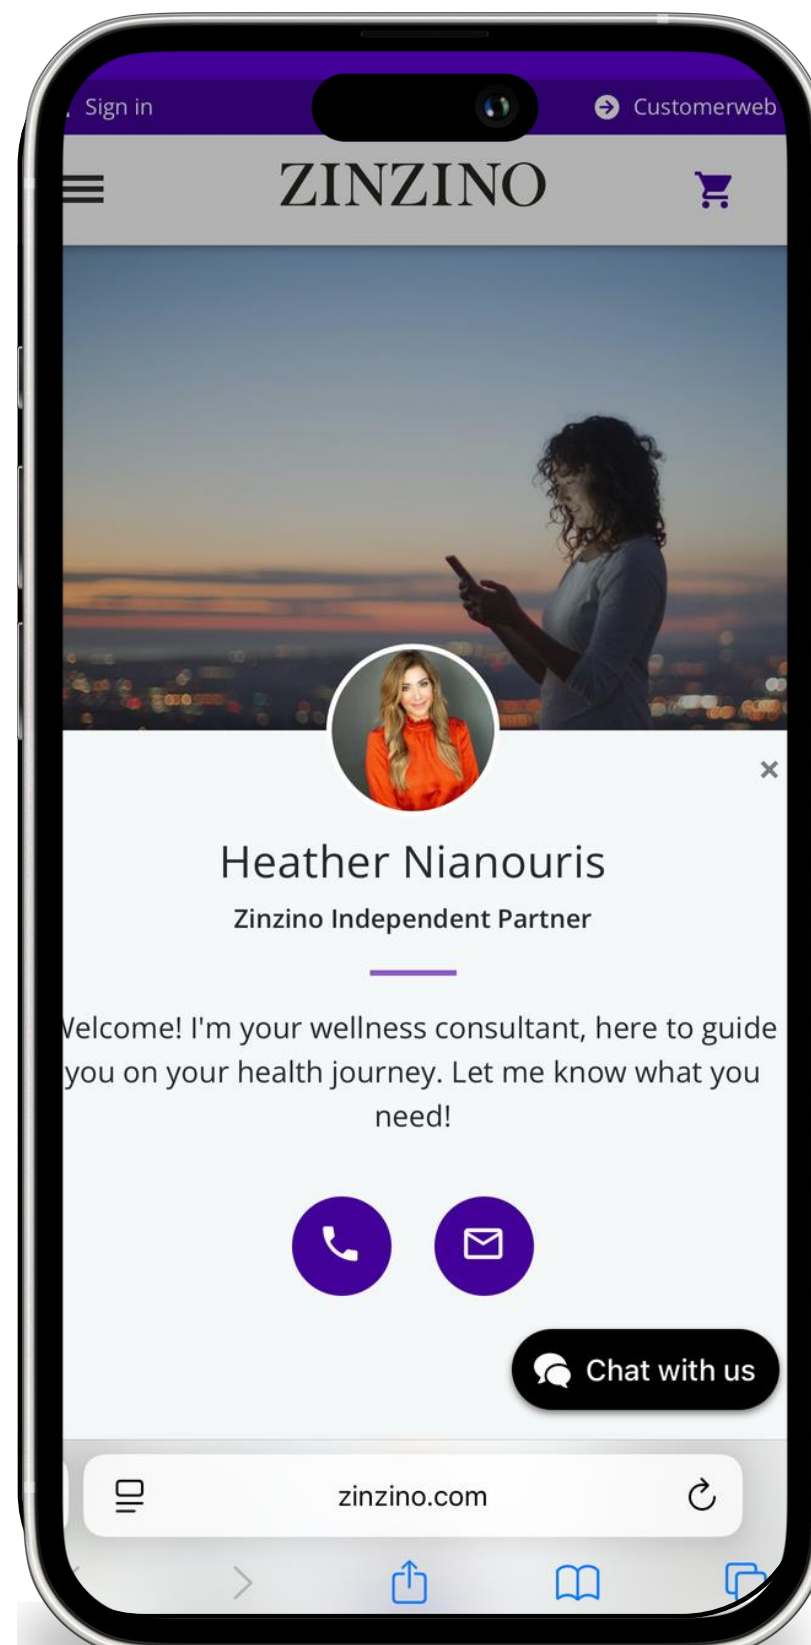 Sign in
Customerweb
ZINZINO
Heather Nianouris
Zinzino Independent Partner
Welcome! I'm your wellness consultant, here to guide
you on your health journey. Let me know what you
need!
Chat with us
zinzino.com